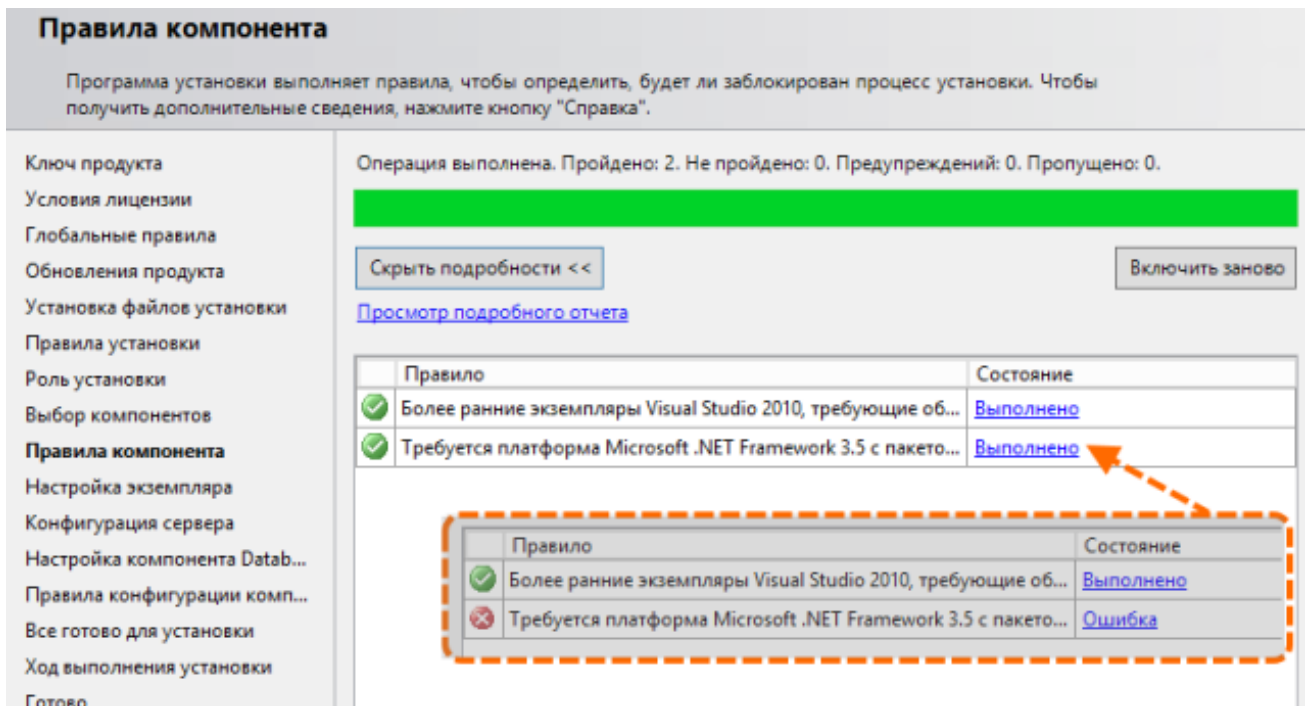 Правила компонента
Программа установки выполняет правила, чтобы определить, будет ли заблокирован процесс установки. Чтобы
получить дополнительные сведения, нажмите кнопку "Справка".
Ключ продукта
Условия лицензии
Глобальные правила
Обновления продукта
Установка файлов установки
Правила установки
Роль установки
Выбор компонентов
Правила компонента
Настройка экземпляра
Конфигурация сервера
Настройка компонента Datab...
Правила конфигурации комп...
Все готово для установки
Ход выполнения установки
Готово
Операция выполнена. Пройдено: 2. Не пройдено: 0. Предупреждений: 0. Пропущено: 0.
Скрыть подробности <<
Включить заново
Просмотр подробного отчета
Правило Состояние
Более ранние экземпляры Visual Studio 2010, требующие об... Выполнено
Требуется платформа Microsoft .NET Framework 3.5 с пакето... Выполнено
Правило Состояние
Более ранние экземпляры Visual Studio 2010, требующие об... Выполнено
Требуется платформа Microsoft .NET Framework 3.5 с пакето... Ошибка